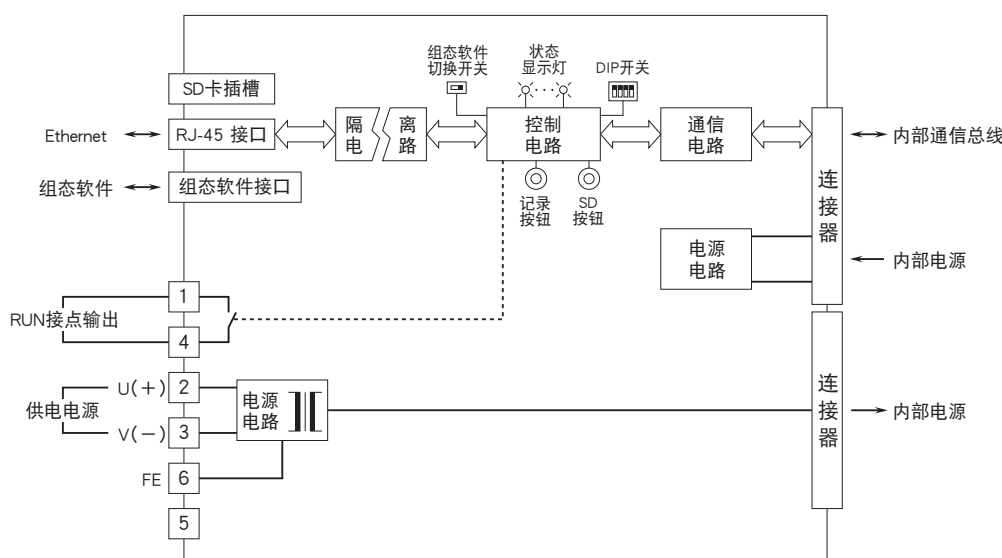 组态软件
切换开关
状态
显示灯
DIP开关
SD卡插槽
Ethernet
RJ-45 接口
隔 离
电 路
控制
电路
通信
电路
内部通信总线
组态软件
组态软件接口
记录
按钮
SD
按钮
连接器
电源
电路
内部电源
1
RUN接点输出
4
U(+)
2
供电电源
V(－)
3
电源
电路
连接器
内部电源
FE
6
5